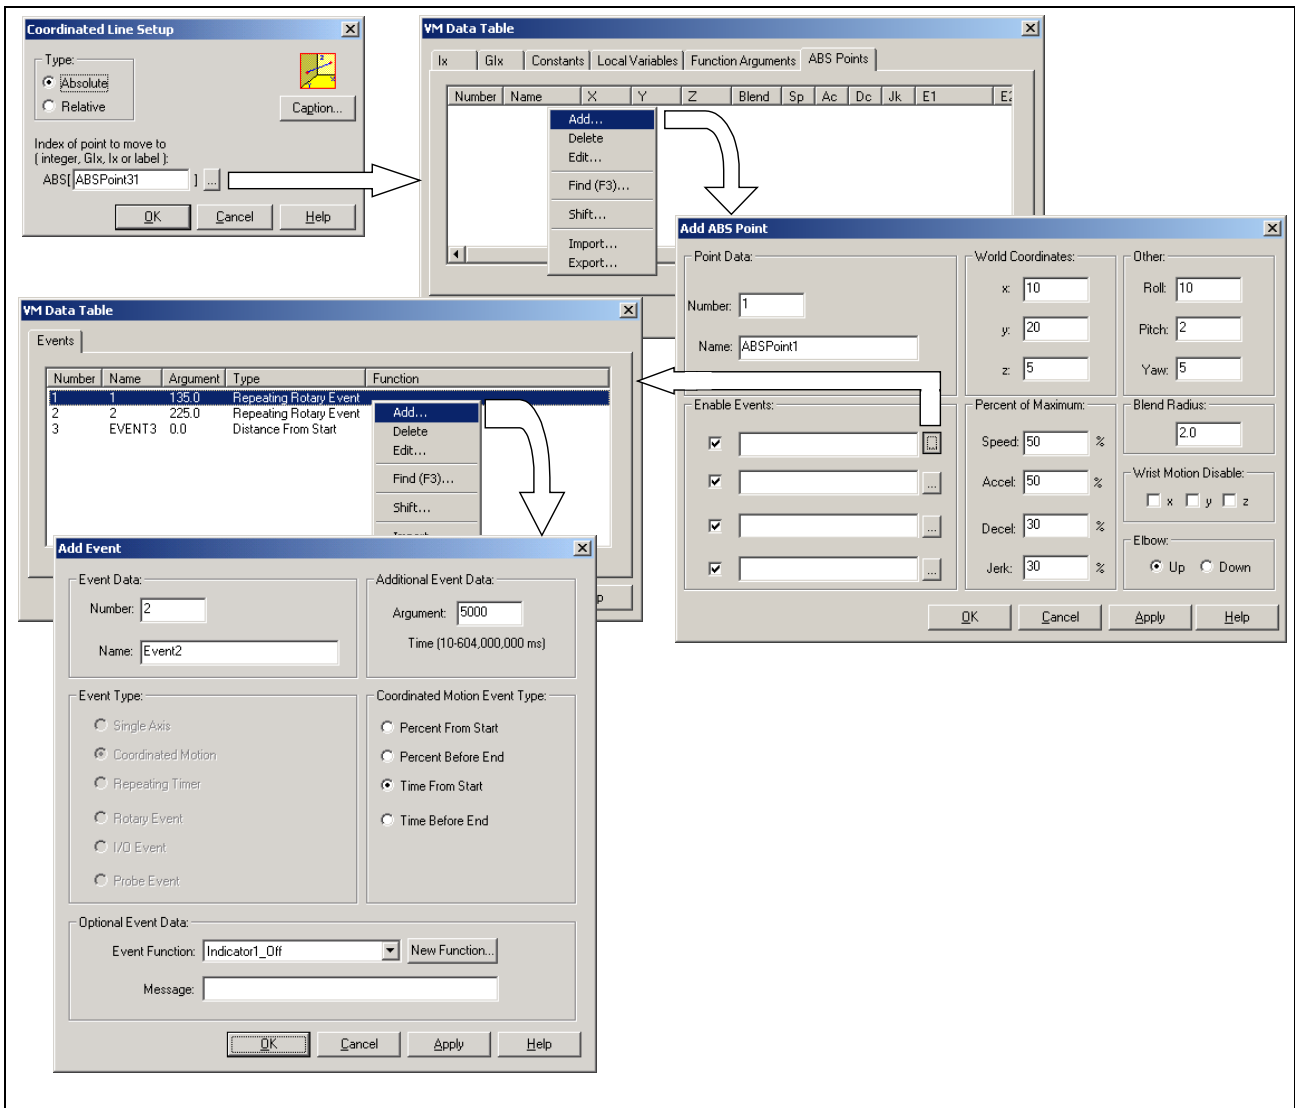 Coordinated Line Setup
Type:
Absolute
Relative
Caption...
Index of point to move to
( integer, GIx, Ix or label ):
ABS[ ABSPoint31 ] ...
OK Cancel Help
VM Data Table
Ix GIx Constants Local Variables Function Arguments ABS Points
Number Name X Y Z Blend Sp Ac Dc Jk E1 E2
Add...
Delete
Edit...
Find (F3)...
Shift...
Import...
Export...
Add ABS Point
Point Data:
Number: 1
Name: ABSPoint1
World Coordinates:
x: 10
y: 20
z: 5
Other:
Roll: 10
Pitch: 2
Yaw: 5
Enable Events:
...
...
...
Percent of Maximum:
Speed: 50 %
Accel: 50 %
Decel: 30 %
Jerk: 30 %
Blend Radius:
2.0
Wrist Motion Disable:
x y z
Elbow:
Up Down
OK Cancel Apply Help
VM Data Table
Events
Number Name Argument Type Function
1 1 135.0 Repeating Rotary Event
2 2 225.0 Repeating Rotary Event
3 EVENT3 0.0 Distance From Start
Add...
Delete
Edit...
Find (F3)...
Shift...
Add Event
Event Data:
Number: 2
Name: Event2
Additional Event Data:
Argument: 5000
Time (10-604,000,000 ms)
Event Type:
Single Axis
Coordinated Motion
Repeating Timer
Rotary Event
I/O Event
Probe Event
Coordinated Motion Event Type:
Percent From Start
Percent Before End
Time From Start
Time Before End
Optional Event Data:
Event Function: Indicator1_Off New Function...
Message:
OK Cancel Apply Help